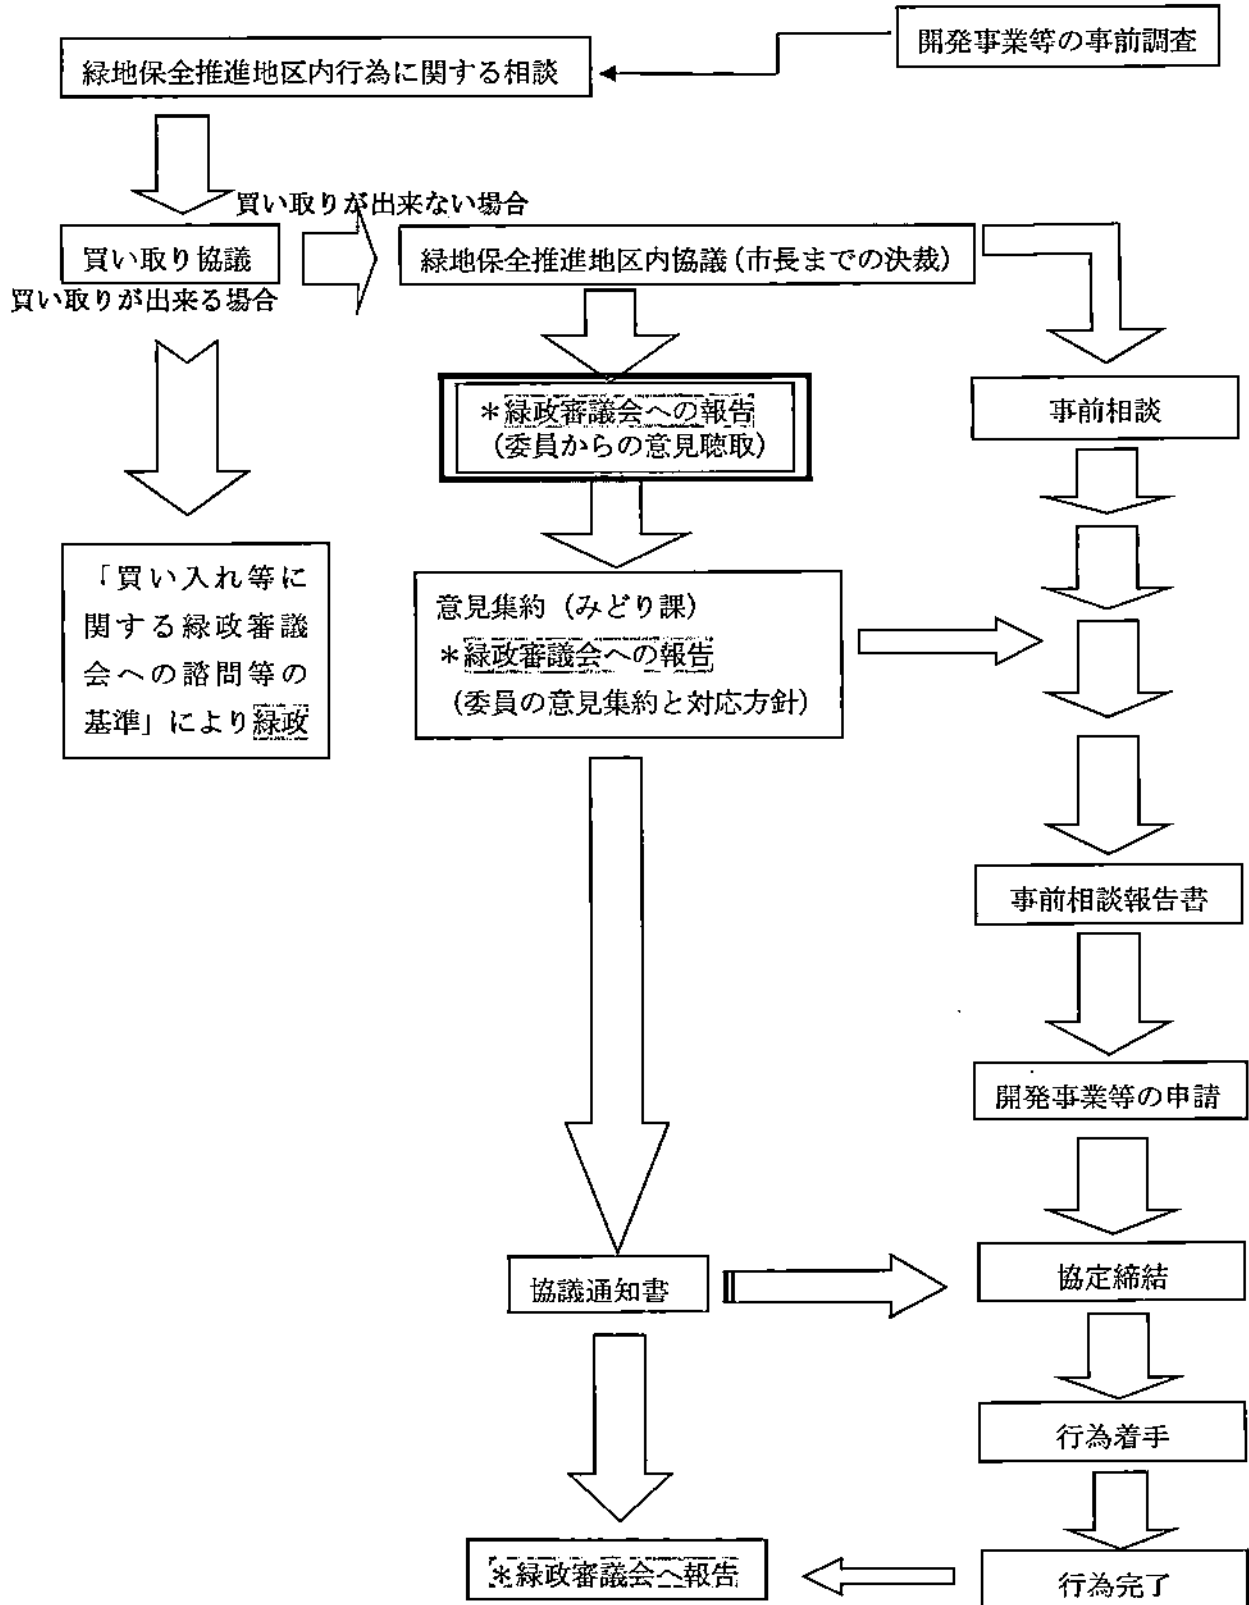 開発事業等の事前調査
緑地保全推進地区内行為に関する相談
買い取りが出来ない場合
買い取り協議
緑地保全推進地区内協議(市長までの決裁)
買い取りが出来る場合
*緑政審議会への報告
(委員からの意見聴取)
事前相談
「買い入れ等に
関する緑政審議
会への諮問等の
基準」により緑政
意見集約(みどり課)
*緑政審議会への報告
(委員の意見集約と対応方針)
事前相談報告書
開発事業等の申請
協議通知書
協定締結
行為着手
*緑政審議会へ報告
行為完了